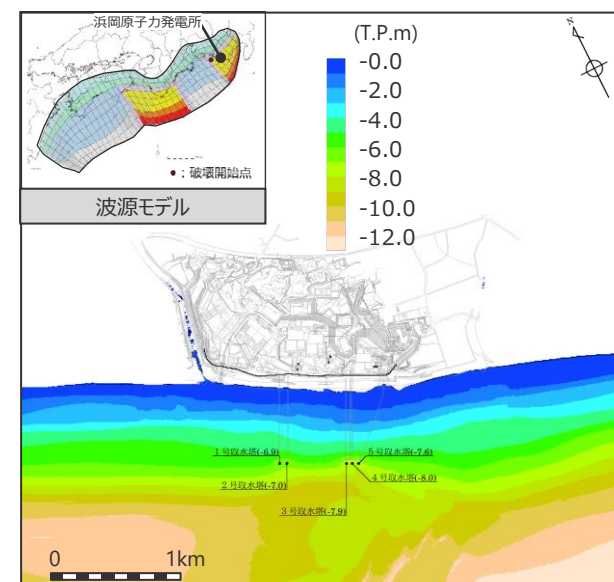 浜岡原子力発電所
●：破壊開始点
波源モデル
(T.P.m)
-0.0
-2.0
-4.0
-6.0
-8.0
-10.0
-12.0
N
1号取水塔(-6.9)
2号取水塔(-7.0)
3号取水塔(-7.9)
4号取水塔(-8.0)
5号取水塔(-7.6)
0 1km